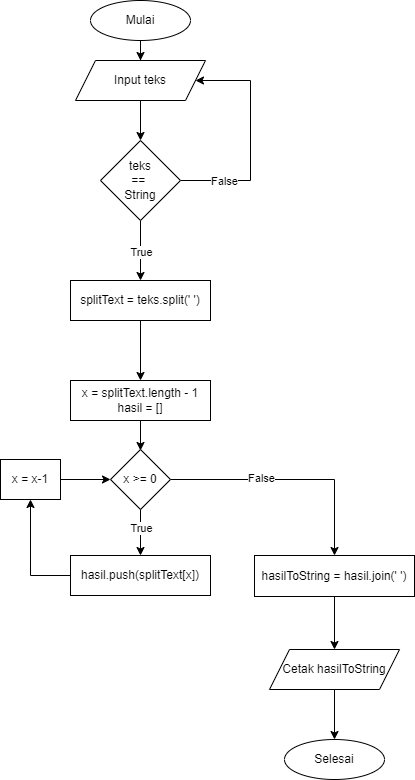 Mulai
Input teks
teks
==
String
False
True
splitText = teks.split(' ')
x = splitText.length - 1
hasil = []
x = x-1
x >= 0
False
True
hasil.push(splitText[x])
hasilToString = hasil.join(' ')
Cetak hasilToString
Selesai